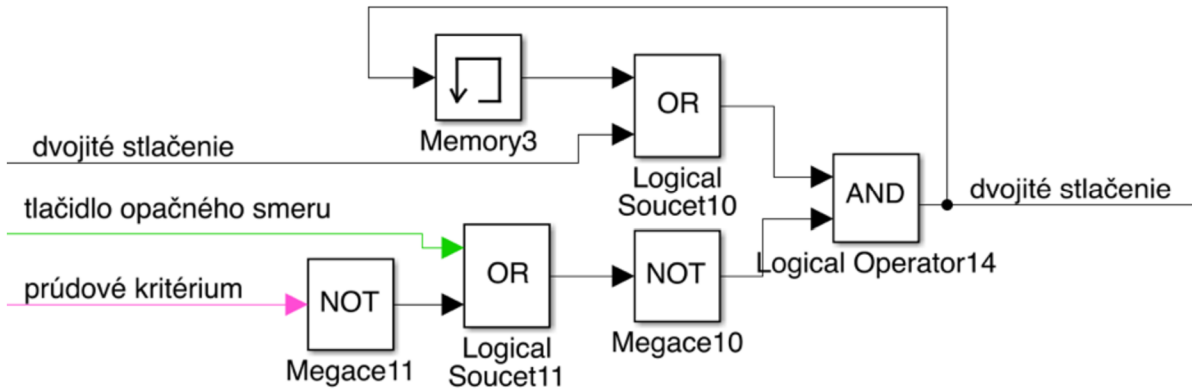 Memory3
OR
Logical
Soucet10
dvojité stlačenie
AND
dvojité stlačenie
Logical Operator14
tlačidlo opačného smeru
OR
Logical
Soucet11
NOT
Megace10
prúdové kritérium
NOT
Megace11